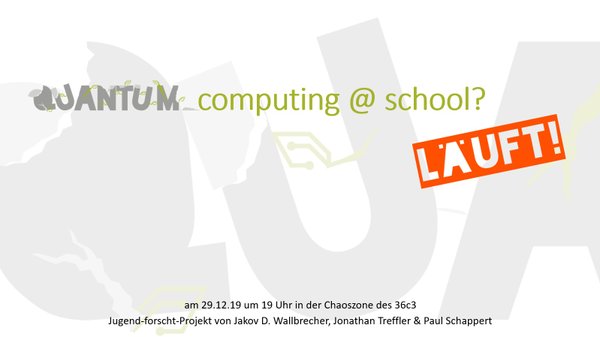 QUANTUM computing @ school?
LÄUFT!
am 29.12.19 um 19 Uhr in der Chaoszone des 36c3
Jugend-forscht-Projekt von Jakov D. Wallbrecher, Jonathan Treffler & Paul Schappert